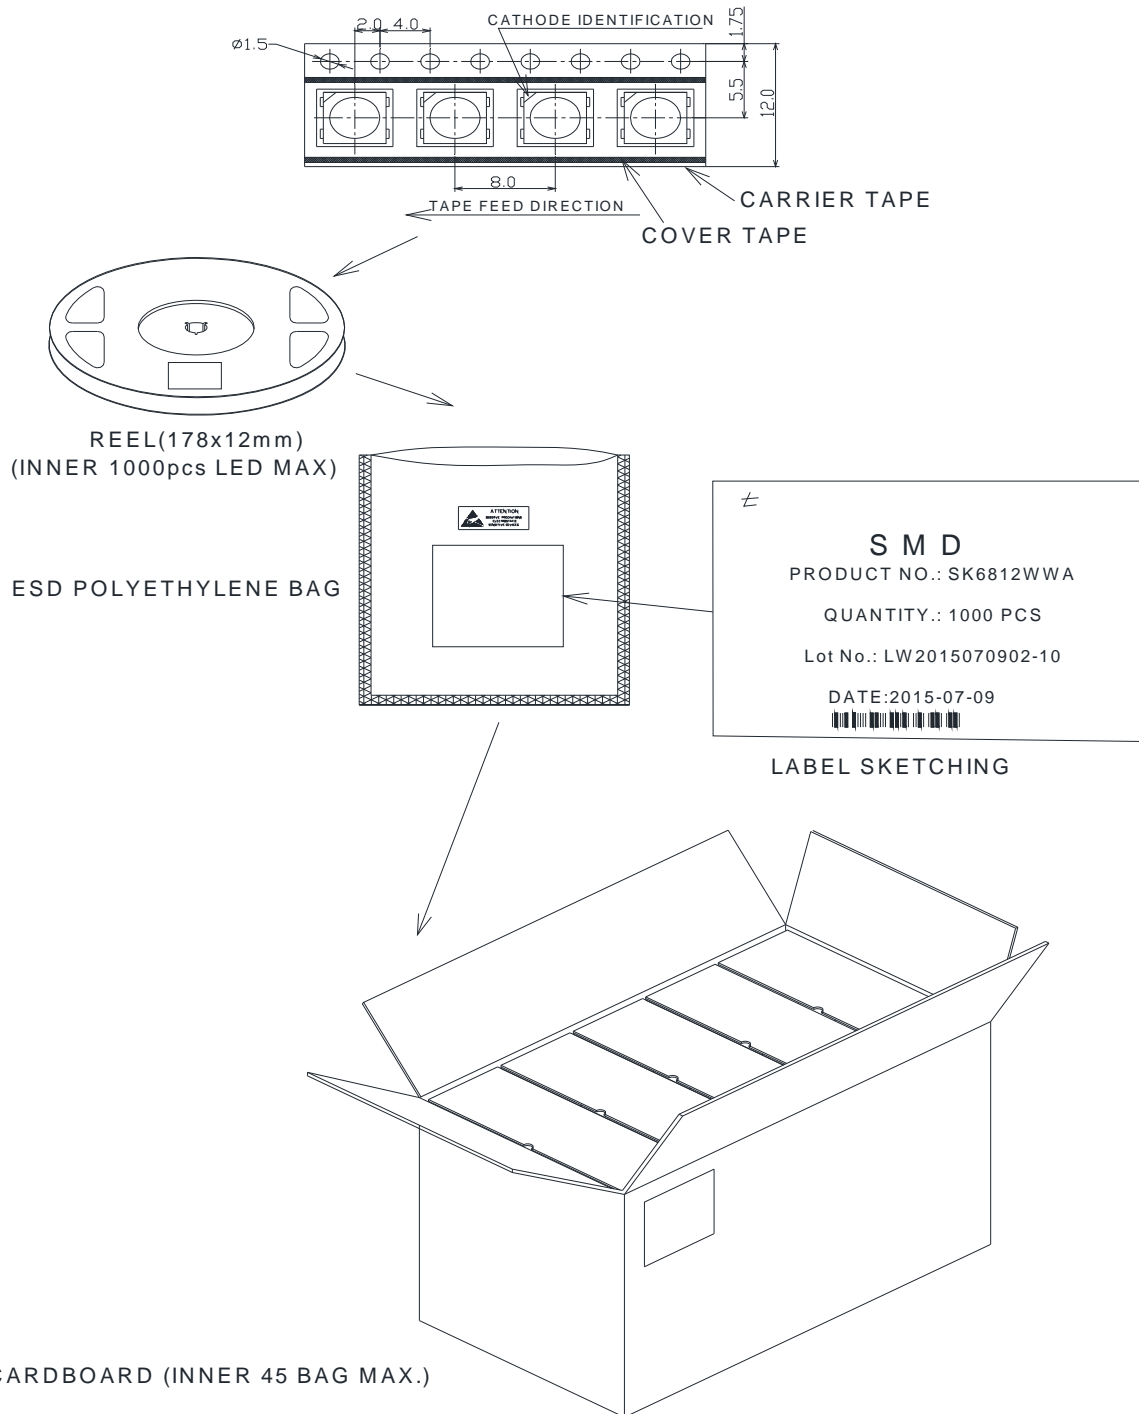 2.0
4.0
CATHODE IDENTIFICATION
1.75
Ø1.5
5.5
12.0
8.0
TAPE FEED DIRECTION
CARRIER TAPE
COVER TAPE
REEL(178x12mm)
(INNER 1000pcs LED MAX)
ATTENTION
ESD POLYETHYLENE BAG
SMD
PRODUCT NO.: SK6812WWA
QUANTITY.: 1000 PCS
Lot No.: LW2015070902-10
DATE:2015-07-09
LABEL SKETCHING
CARDBOARD (INNER 45 BAG MAX.)